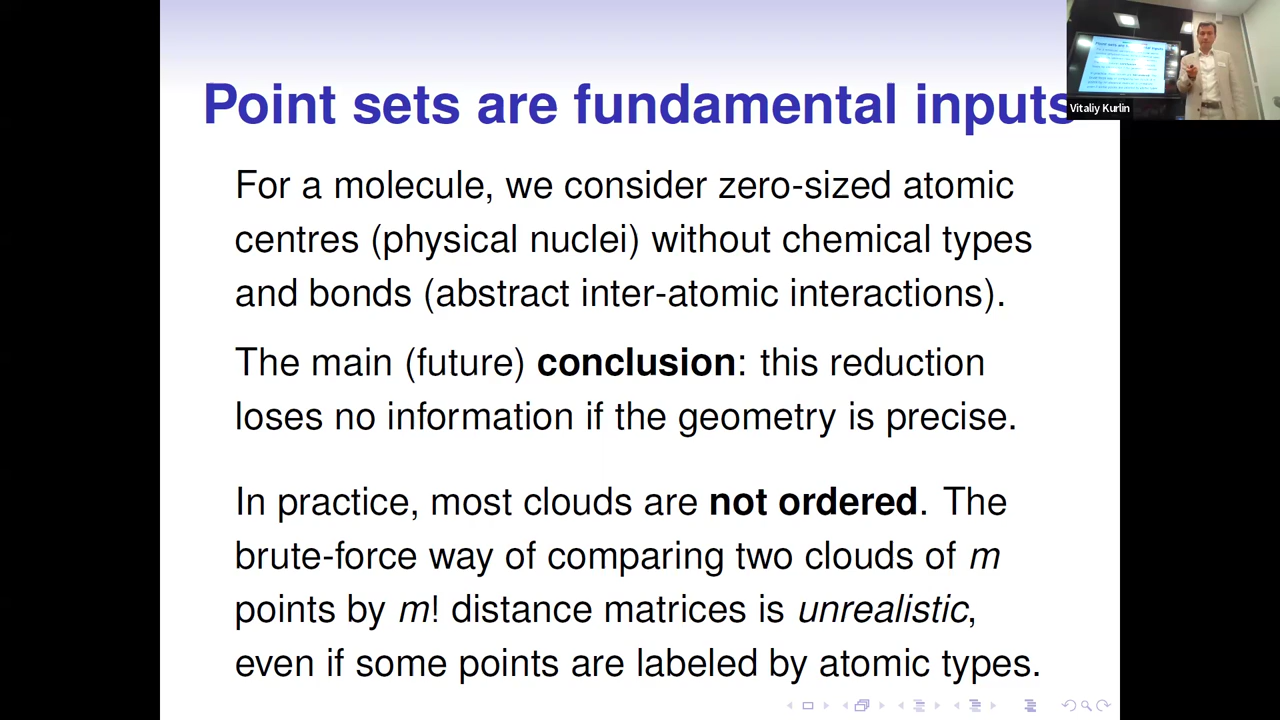 Point sets are fundamental inputs
Vitaliy Kurlin
For a molecule, we consider zero-sized atomic
centres (physical nuclei) without chemical types
and bonds (abstract inter-atomic interactions).
The main (future) conclusion: this reduction
loses no information if the geometry is precise.
In practice, most clouds are not ordered. The
brute-force way of comparing two clouds of m
points by m! distance matrices is unrealistic,
even if some points are labeled by atomic types.